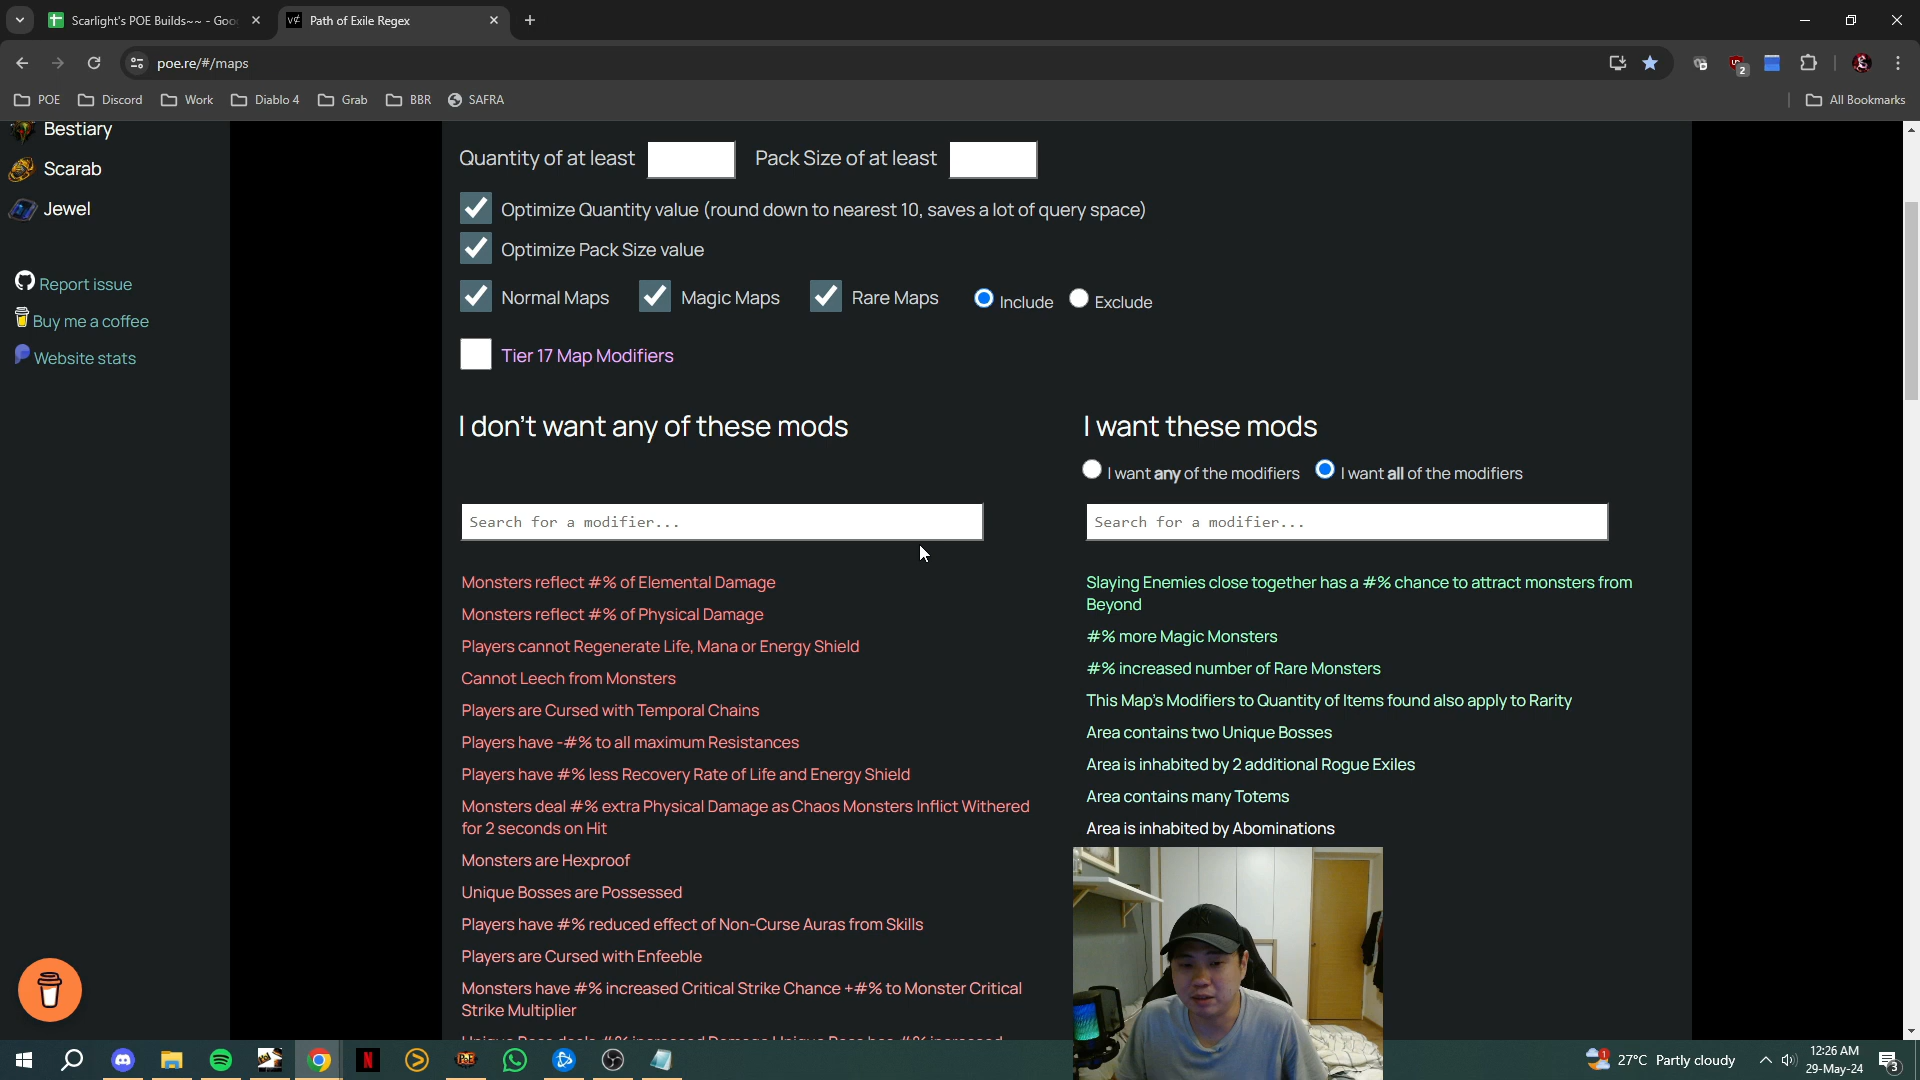 Scarlight's POE Builds~~ - Goo
Path of Exile Regex
poe.re/#/maps
2
POE
Discord
Work
Diablo 4
Grab
BBR
SAFRA
All Bookmarks
Bestiary
Scarab
Jewel
Report issue
Buy me a coffee
Website stats
Quantity of at least
Pack Size of at least
Optimize Quantity value (round down to nearest 10, saves a lot of query space)
Optimize Pack Size value
Normal Maps
Magic Maps
Rare Maps
Include
Exclude
Tier 17 Map Modifiers
I don't want any of these mods
Search for a modifier...
Monsters reflect #% of Elemental Damage
Monsters reflect #% of Physical Damage
Players cannot Regenerate Life, Mana or Energy Shield
Cannot Leech from Monsters
Players are Cursed with Temporal Chains
Players have -#% to all maximum Resistances
Players have #% less Recovery Rate of Life and Energy Shield
Monsters deal #% extra Physical Damage as Chaos Monsters Inflict Withered
for 2 seconds on Hit
Monsters are Hexproof
Unique Bosses are Possessed
Players have #% reduced effect of Non-Curse Auras from Skills
Players are Cursed with Enfeeble
Monsters have #% increased Critical Strike Chance +#% to Monster Critical
Strike Multiplier
Unique Boss deals #% increased Damage Unique Boss has #% increased
I want these mods
I want any of the modifiers
I want all of the modifiers
Search for a modifier...
Slaying Enemies close together has a #% chance to attract monsters from
Beyond
#% more Magic Monsters
#% increased number of Rare Monsters
This Map's Modifiers to Quantity of Items found also apply to Rarity
Area contains two Unique Bosses
Area is inhabited by 2 additional Rogue Exiles
Area contains many Totems
Area is inhabited by Abominations
1
27°C Partly cloudy
12:26 AM
29-May-24
3